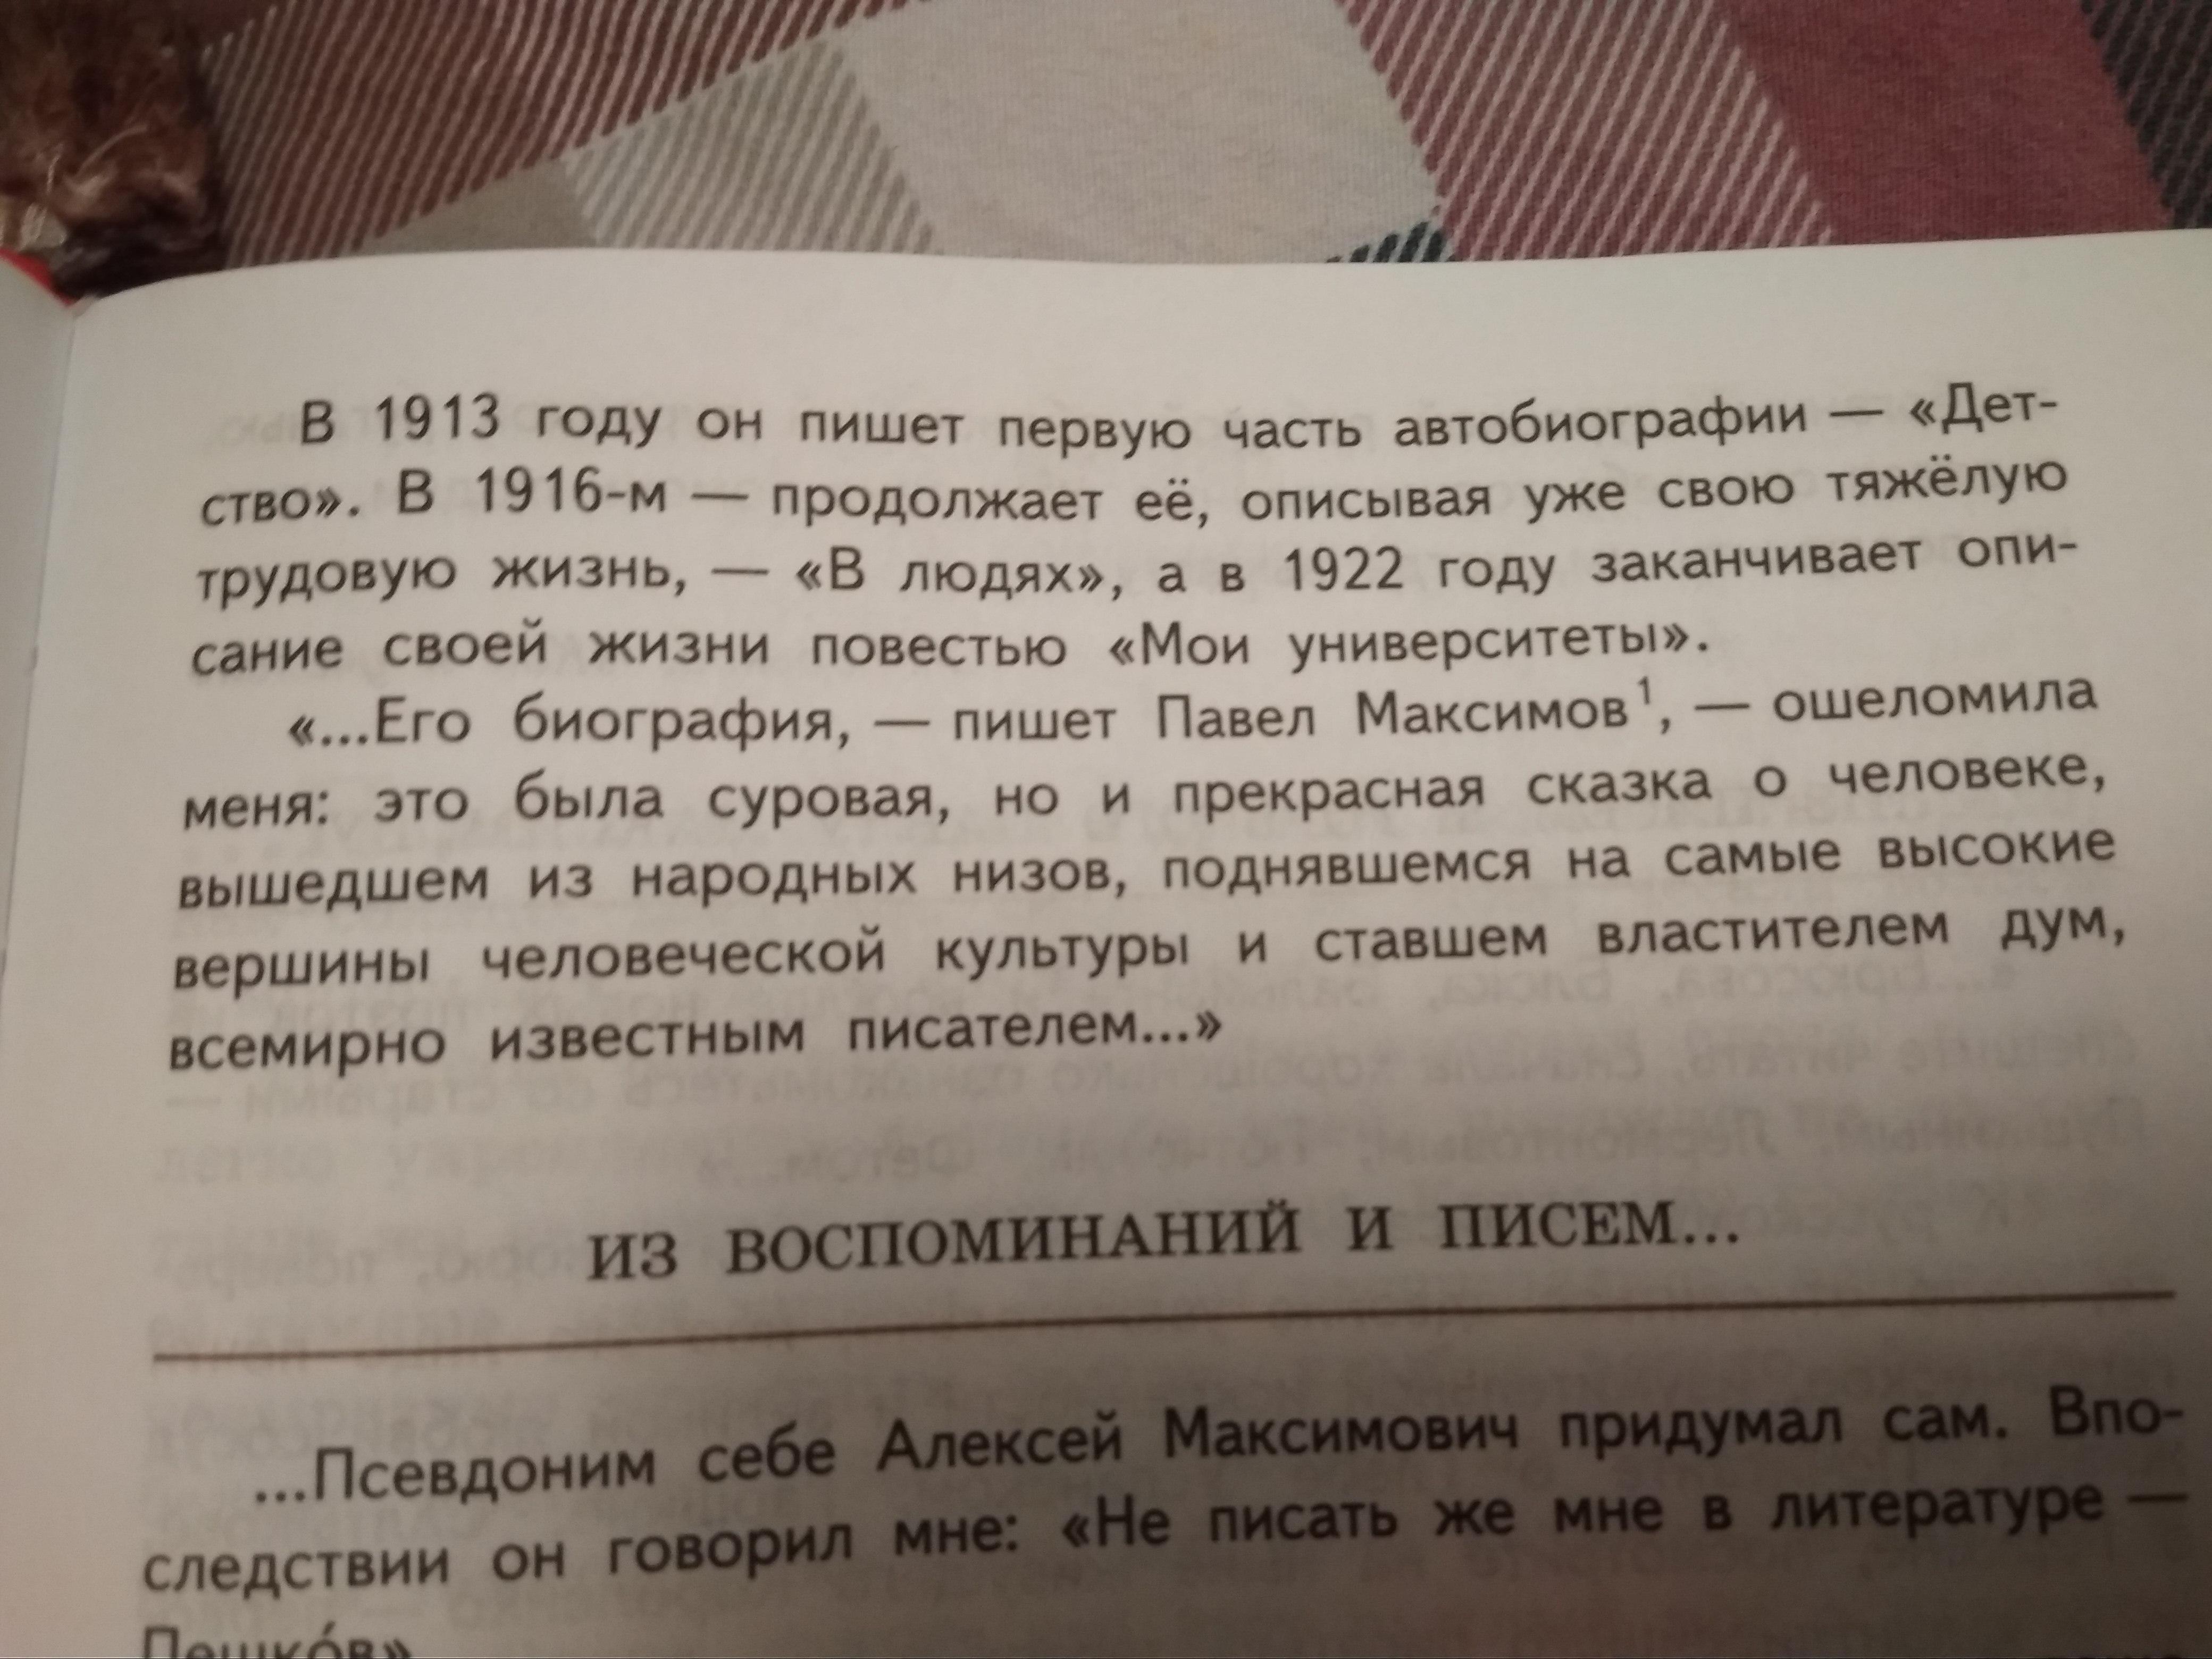 В 1913 году он пишет первую часть автобиографии — «Дет-
ство». В 1916-м — продолжает её, описывая уже свою тяжёлую
трудовую жизнь, — «В людях», а в 1922 году заканчивает опи-
сание своей жизни повестью «Мои университеты».
«...Его биография, — пишет Павел Максимов¹, — ошеломила
меня: это была суровая, но и прекрасная сказка о человеке,
вышедшем из народных низов, поднявшемся на самые высокие
вершины человеческой культуры и ставшем властителем дум,
всемирно известным писателем...»
ИЗ ВОСПОМИНАНИЙ И ПИСЕМ...
...Псевдоним себе Алексей Максимович придумал сам. Впо-
следствии он говорил мне: «Не писать же мне в литературе —
Пешко́в»